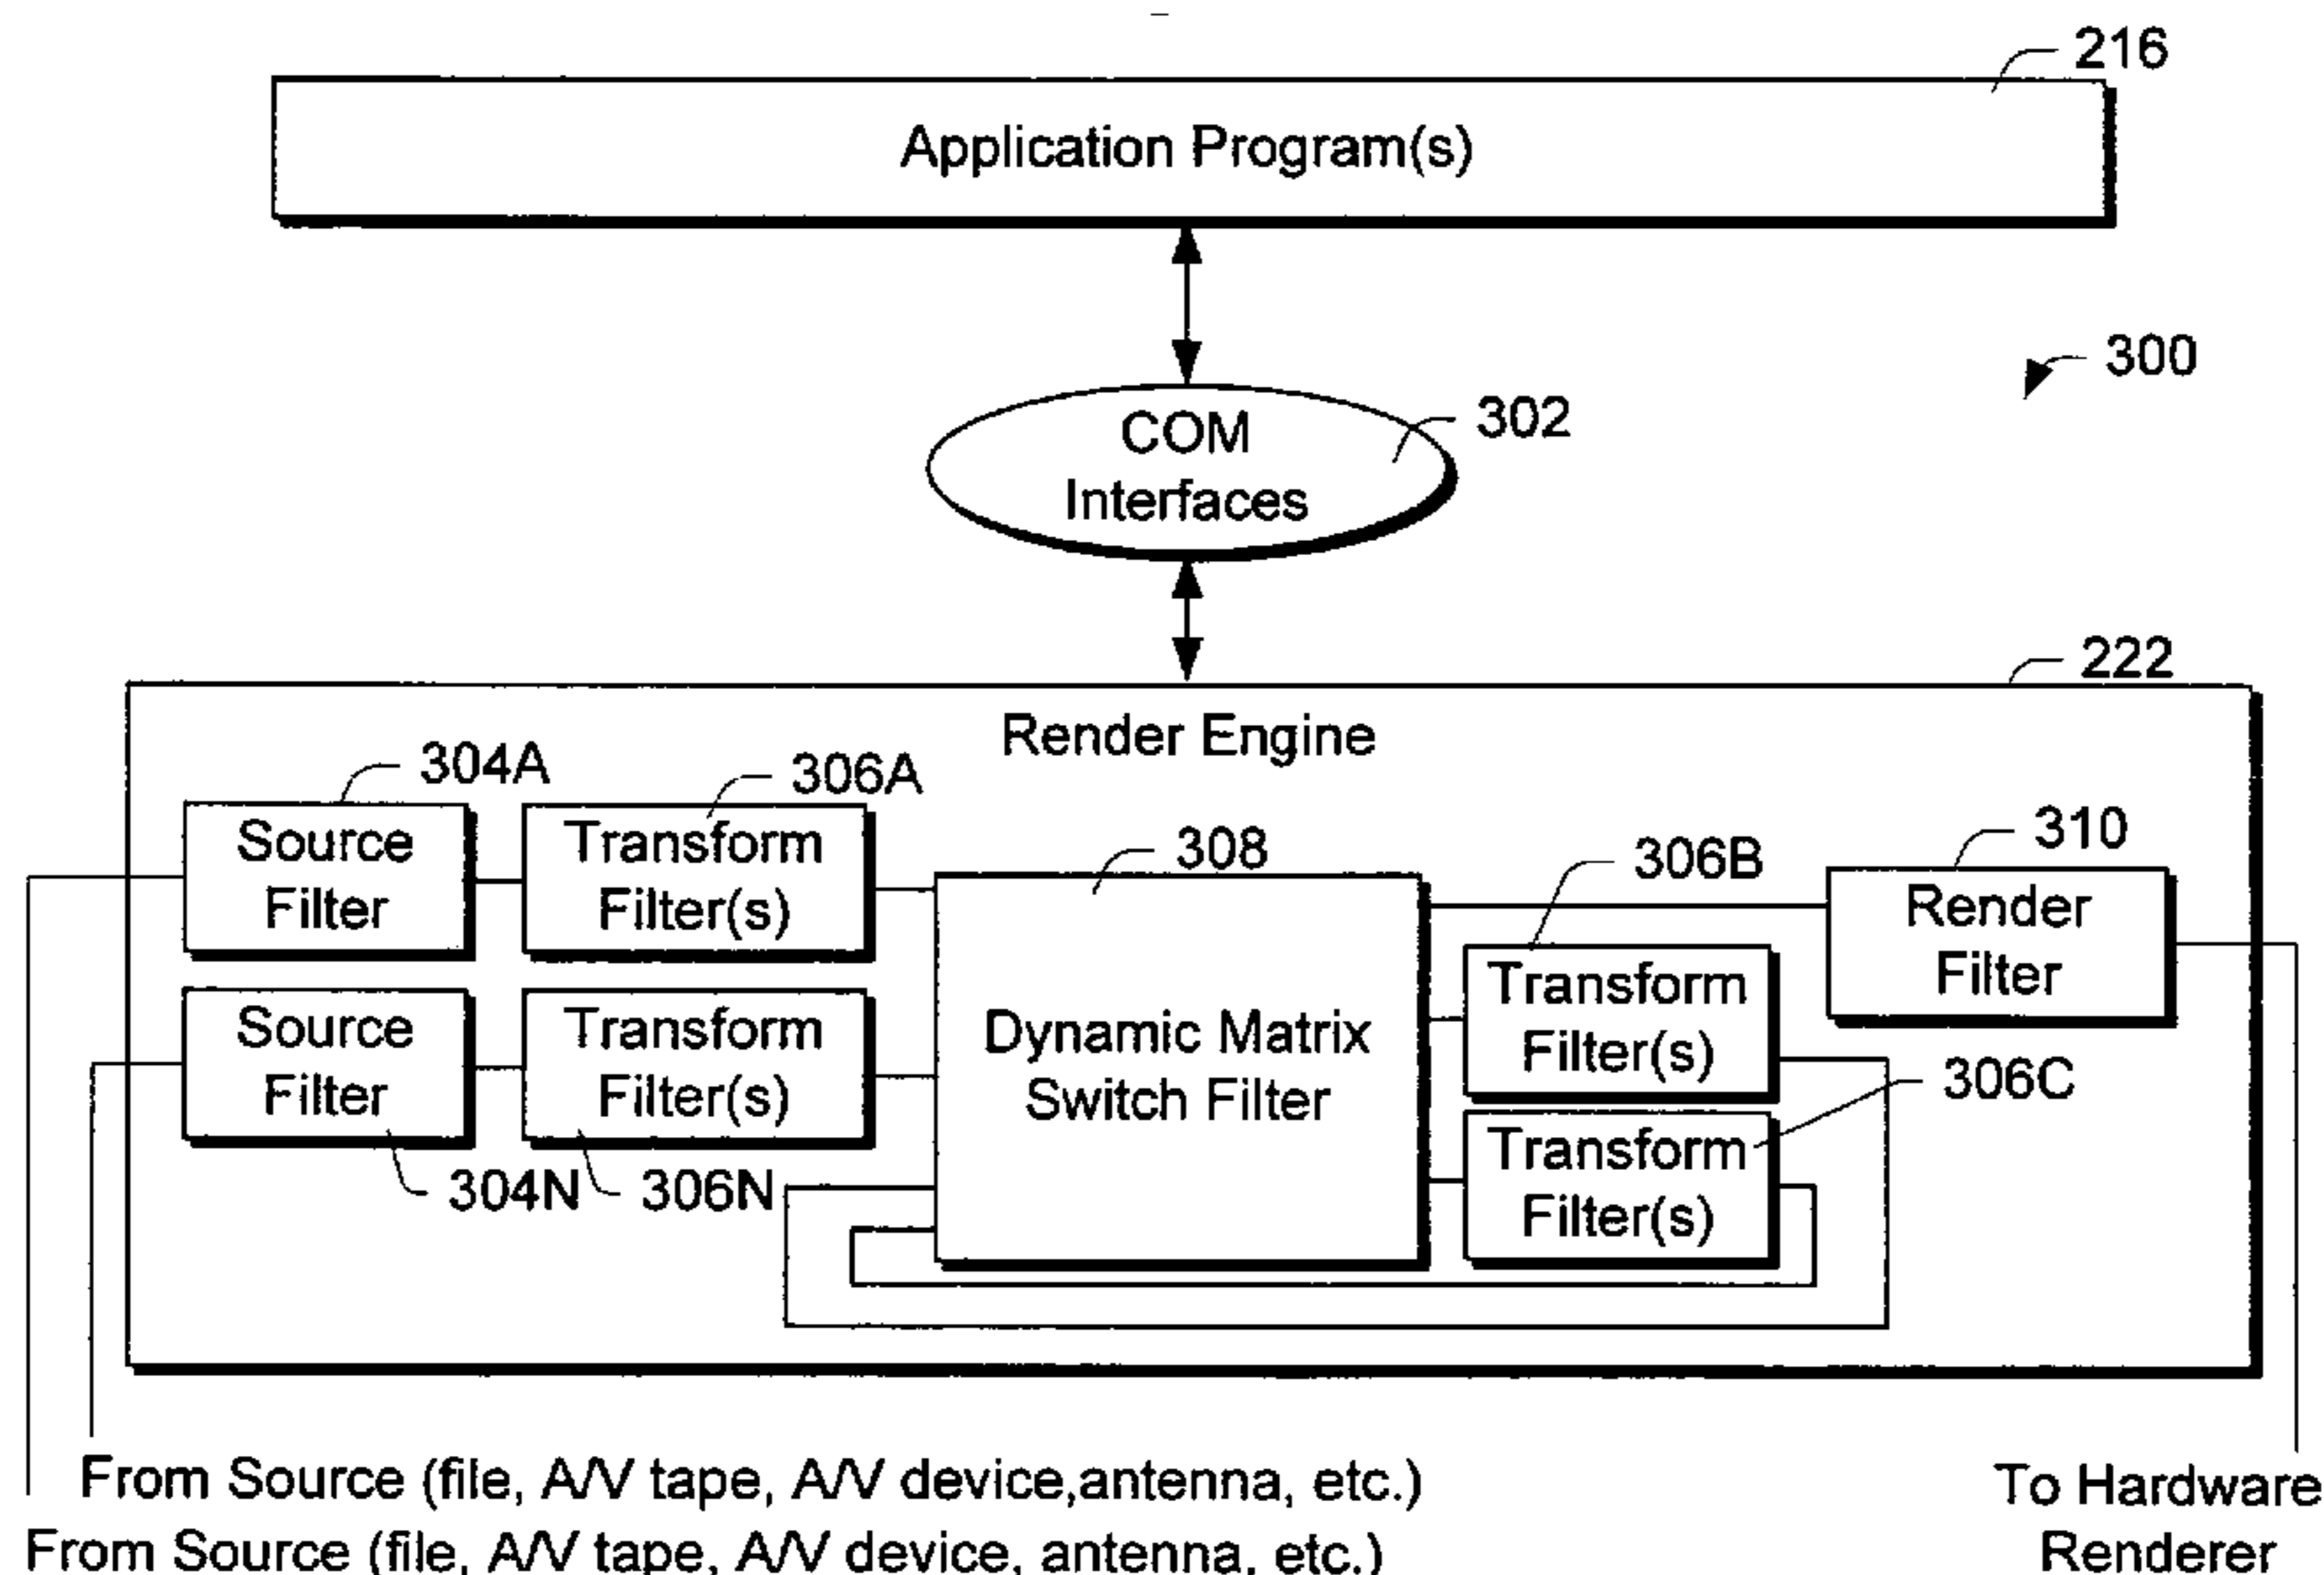 216
Application Program(s)
300
302
COM
Interfaces
222
Render Engine
304A
306A
308
306B
310
Source
Filter
Transform
Filter(s)
Render
Filter
Transform
Filter(s)
Source
Filter
Transform
Filter(s)
Dynamic Matrix
Switch Filter
306C
Transform
Filter(s)
304N
306N
From Source (file, A/V tape, A/V device,antenna, etc.)
From Source (file, A/V tape, A/V device, antenna, etc.)
To Hardware
Renderer